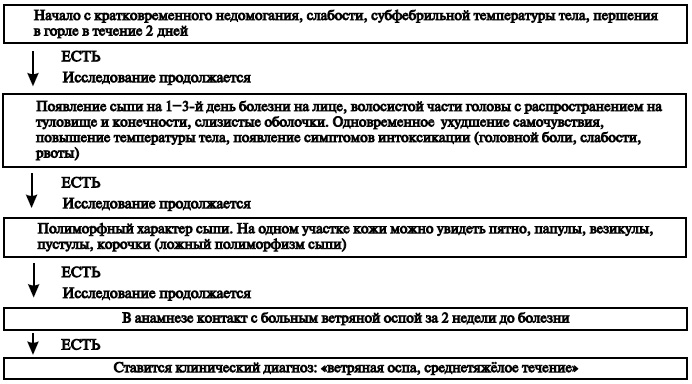 Начало с кратковременного недомогания, слабости, субфебрильной температуры тела, першения
в горле в течение 2 дней
ЕСТЬ
Исследование продолжается
Появление сыпи на 1−3-й день болезни на лице, волосистой части головы с распространением на
туловище и конечности, слизистые оболочки. Одновременное ухудшение самочувствия,
повышение температуры тела, появление симптомов интоксикации (головной боли, слабости,
рвоты)
ЕСТЬ
Исследование продолжается
Полиморфный характер сыпи. На одном участке кожи можно увидеть пятно, папулы, везикулы,
пустулы, корочки (ложный полиморфизм сыпи)
ЕСТЬ
Исследование продолжается
В анамнезе контакт с больным ветряной оспой за 2 недели до болезни
ЕСТЬ
Ставится клинический диагноз: «ветряная оспа, среднетяжёлое течение»